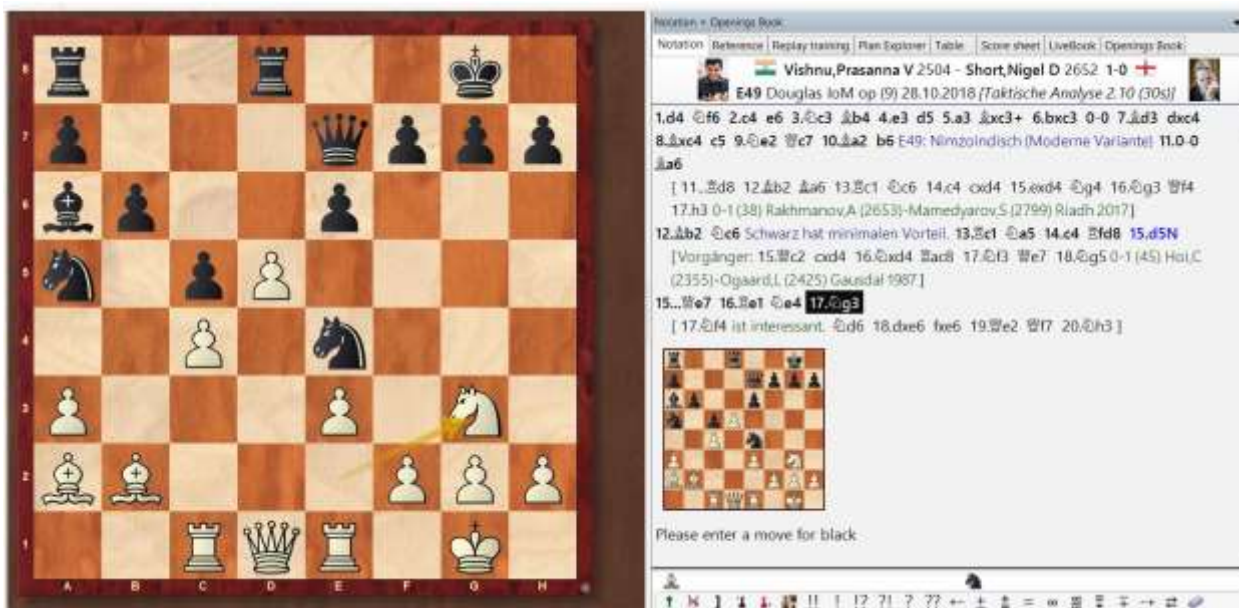 8
7
6
5
4
3
2
1
A B C D E F G H
Notation + Openings Book
Notation Reference Replay training Plan Explorer Table Score sheet LiveBook Openings Book
Vishnu,Prasanna V 2504 - Short,Nigel D 2652 1-0
E49 Douglas IoM op (9) 28.10.2018 [Taktische Analyse 2.10 (30s)]
1.d4 ♘f6 2.c4 e6 3.♘c3 ♗b4 4.e3 d5 5.a3 ♗xc3+ 6.bxc3 0-0 7.♗d3 dxc4
8.♗xc4 c5 9.♘e2 ♕c7 10.♗a2 b6 E49: Nimzoindisch (Moderne Variante) 11.0-0
♗a6
[ 11...♖d8 12.♗b2 ♗a6 13.♖c1 ♘c6 14.c4 cxd4 15.exd4 ♘g4 16.♘g3 ♕f4
17.h3 0-1 (38) Rakhmanov,A (2653)-Mamedyarov,S (2799) Riadh 2017]
12.♗b2 ♘c6 Schwarz hat minimalen Vorteil. 13.♖c1 ♘a5 14.c4 ♖fd8 15.d5N
[Vorgänger: 15.♕c2 cxd4 16.♘xd4 ♖ac8 17.♘f3 ♕e7 18.♘g5 0-1 (45) Hoi,C
(2355)-Ogaard,L (2425) Gausdal 1987]
15...♕e7 16.♖e1 ♘e4 17.♘g3
[ 17.♘f4 ist interessant. ♘d6 18.dxe6 fxe6 19.♕e2 ♕f7 20.♘h3 ]
Please enter a move for black
!! ! !? ?! ? ?? ← ± ± = ∞ → ⇄